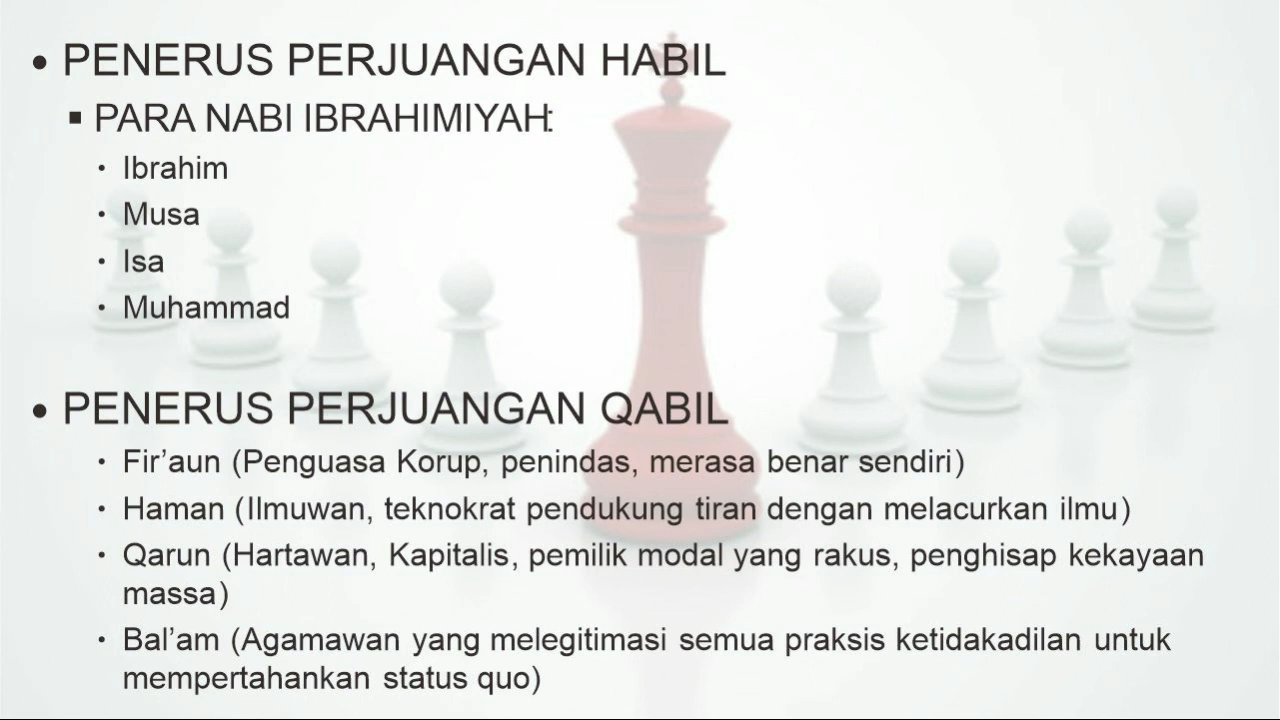 • PENERUS PERJUANGAN HABIL
▪ PARA NABI IBRAHIMIYAH:
• Ibrahim
• Musa
• Isa
• Muhammad
• PENERUS PERJUANGAN QABIL
• Fir’aun (Penguasa Korup, penindas, merasa benar sendiri)
• Haman (Ilmuwan, teknokrat pendukung tiran dengan melacurkan ilmu)
• Qarun (Hartawan, Kapitalis, pemilik modal yang rakus, penghisap kekayaan
massa)
• Bal’am (Agamawan yang melegitimasi semua praksis ketidakadilan untuk
mempertahankan status quo)